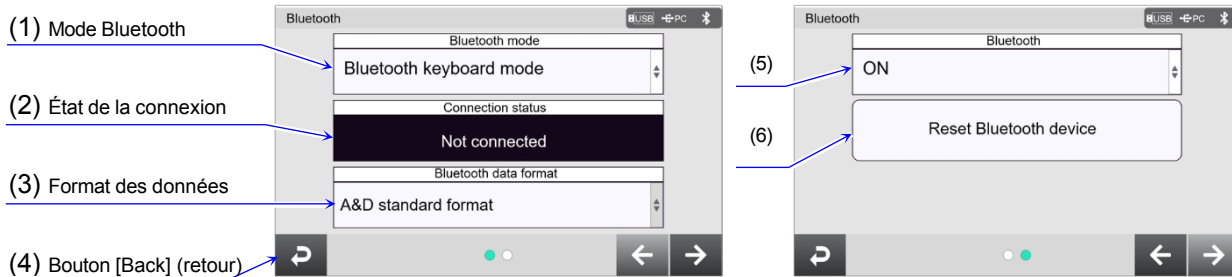 (1) Mode Bluetooth
(2) État de la connexion
(3) Format des données
(4) Bouton [Back] (retour)
Bluetooth
USB PC
Bluetooth mode
Bluetooth keyboard mode
Connection status
Not connected
Bluetooth data format
A&D standard format
(5)
(6)
Bluetooth
USB PC
Bluetooth
ON
Reset Bluetooth device